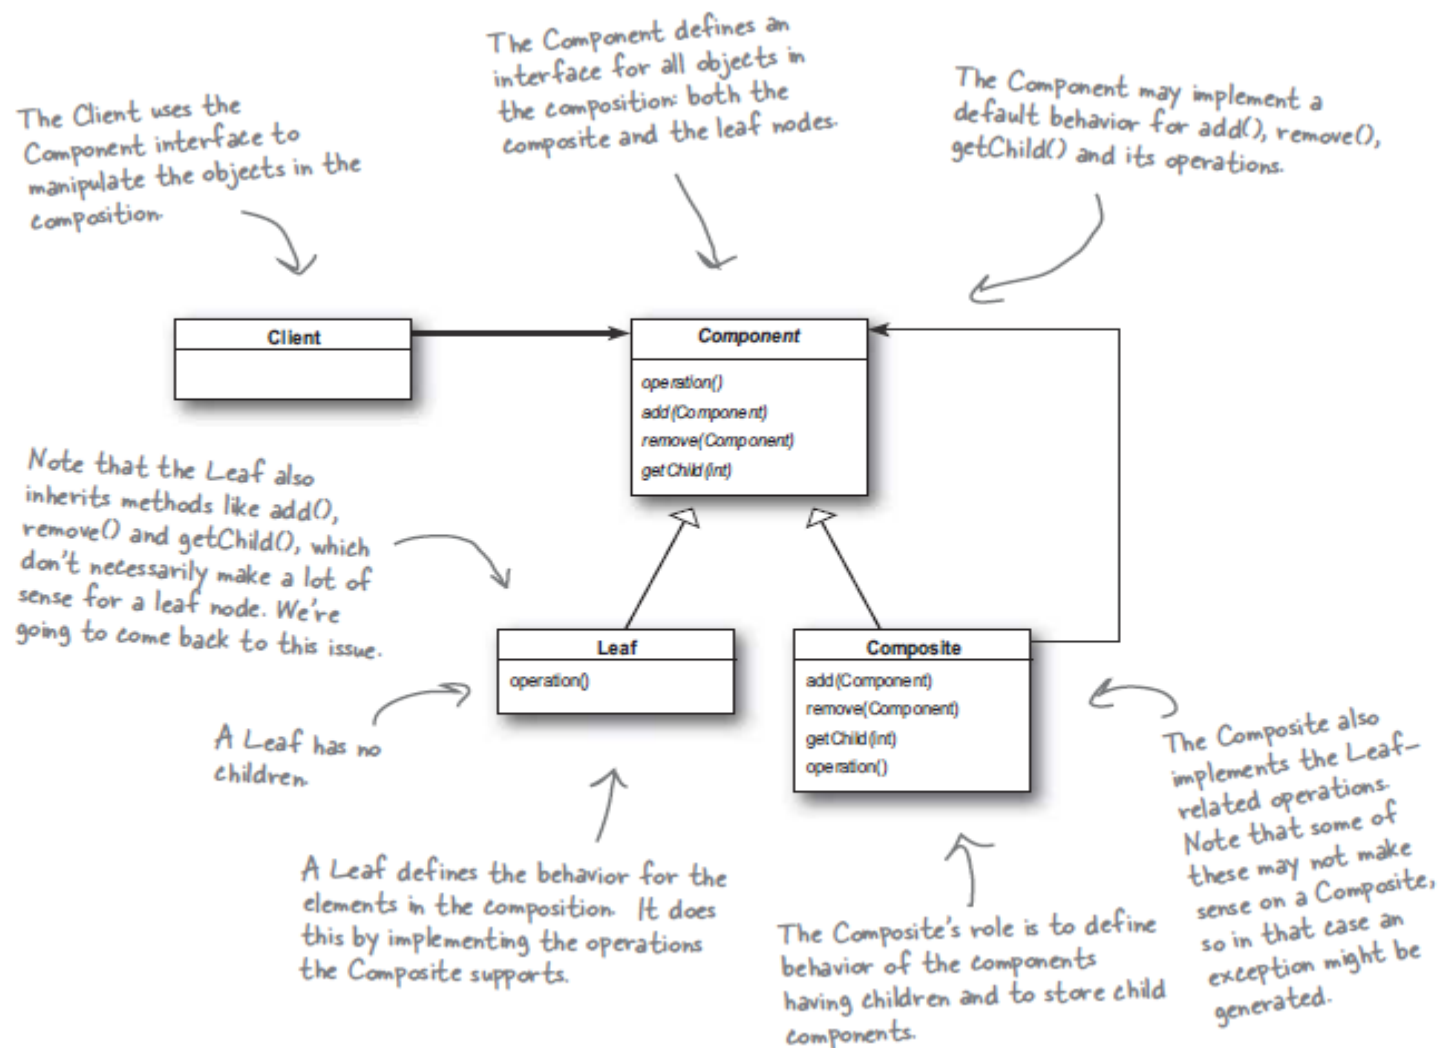 The Component defines an
interface for all objects in
the composition: both the
composite and the leaf nodes.
The Component may implement a
default behavior for add(), remove(),
getChild() and its operations.
The Client uses the
Component interface to
manipulate the objects in the
composition.
Client
Component
operation()
add(Component)
remove(Component)
getChild(int)
Note that the Leaf also
inherits methods like add(),
remove() and getChild(), which
don't necessarily make a lot of
sense for a leaf node. We're
going to come back to this issue.
Leaf
operation()
Composite
add(Component)
remove(Component)
getChild(int)
operation()
A Leaf has no
children.
The Composite also
implements the Leaf-
related operations.
Note that some of
these may not make
sense on a Composite,
so in that case an
exception might be
generated.
A Leaf defines the behavior for the
elements in the composition. It does
this by implementing the operations
the Composite supports.
The Composite's role is to define
behavior of the components
having children and to store child
components.